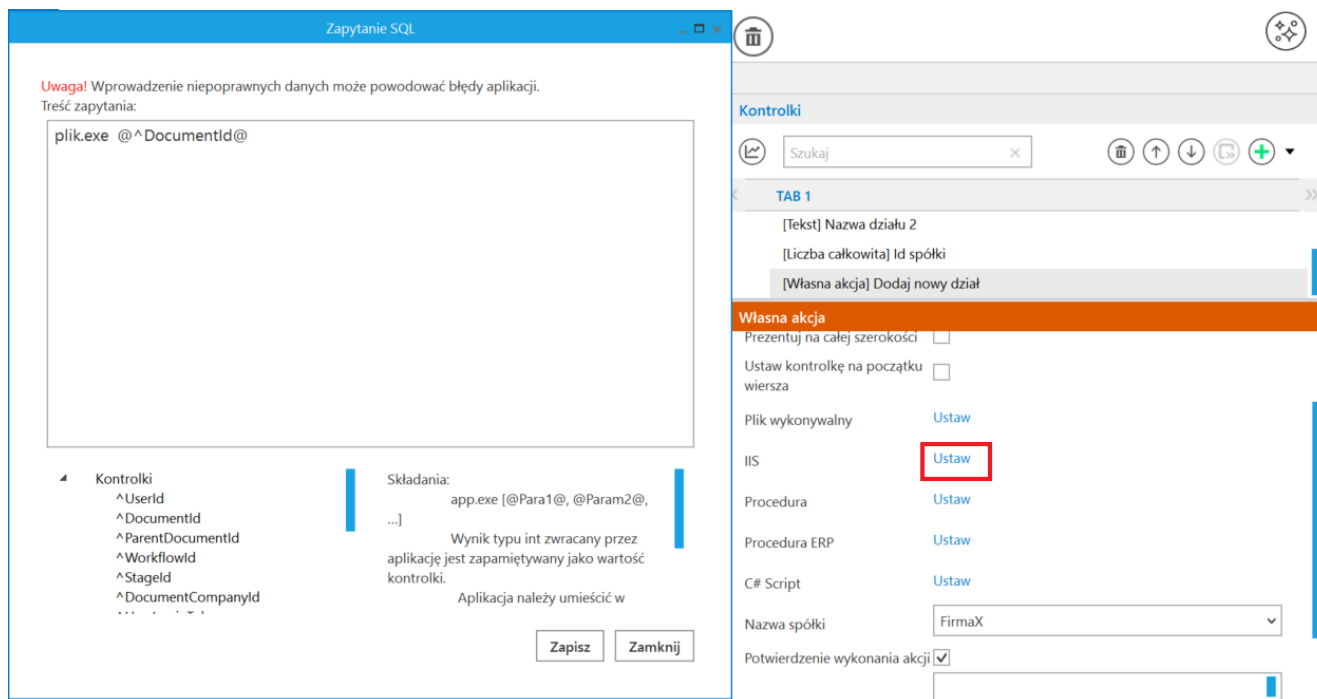 Zapytanie SQL
Uwaga! Wprowadzenie niepoprawnych danych może powodować błędy aplikacji.
Treść zapytania:
plik.exe @^DocumentId@
Kontrolki
^UserId
^DocumentId
^ParentDocumentId
^WorkflowId
^StageId
^DocumentCompanyId
Składania:
app.exe [@Para1@, @Param2@,
...]
Wynik typu int zwracany przez
aplikację jest zapamiętywany jako wartość
kontrolki.
Aplikacja należy umieścić w
Zapisz
Zamknij
Kontrolki
Szukaj
TAB 1
[Tekst] Nazwa działu 2
[Liczba całkowita] Id spółki
[Własna akcja] Dodaj nowy dział
Własna akcja
Prezentuj na całej szerokości
Ustaw kontrolkę na początku
wiersza
Plik wykonywalny Ustaw
IIS Ustaw
Procedura Ustaw
Procedura ERP Ustaw
C# Script Ustaw
Nazwa spółki FirmaX
Potwierdzenie wykonania akcji